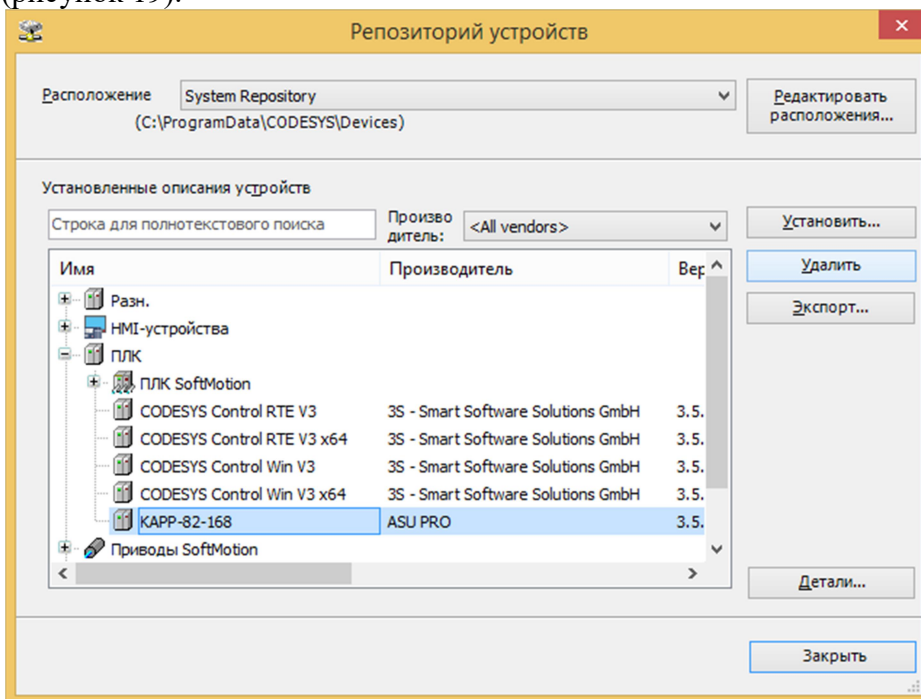 (рисунок 19).
Репозиторий устройств
Расположение System Repository Редактировать расположения...
(C:\ProgramData\CODESYS\Devices)
Установленные описания устройств
Строка для полнотекстового поиска Произво дитель: <All vendors> Установить...
Имя Производитель Вер Удалить
Разн. Экспорт...
HMI-устройства
ПЛК
ПЛК SoftMotion
CODESYS Control RTE V3 3S - Smart Software Solutions GmbH 3.5.
CODESYS Control RTE V3 x64 3S - Smart Software Solutions GmbH 3.5.
CODESYS Control Win V3 3S - Smart Software Solutions GmbH 3.5.
CODESYS Control Win V3 x64 3S - Smart Software Solutions GmbH 3.5.
KAPP-82-168 ASU PRO 3.5.
Приводы SoftMotion
Детали...
Закрыть